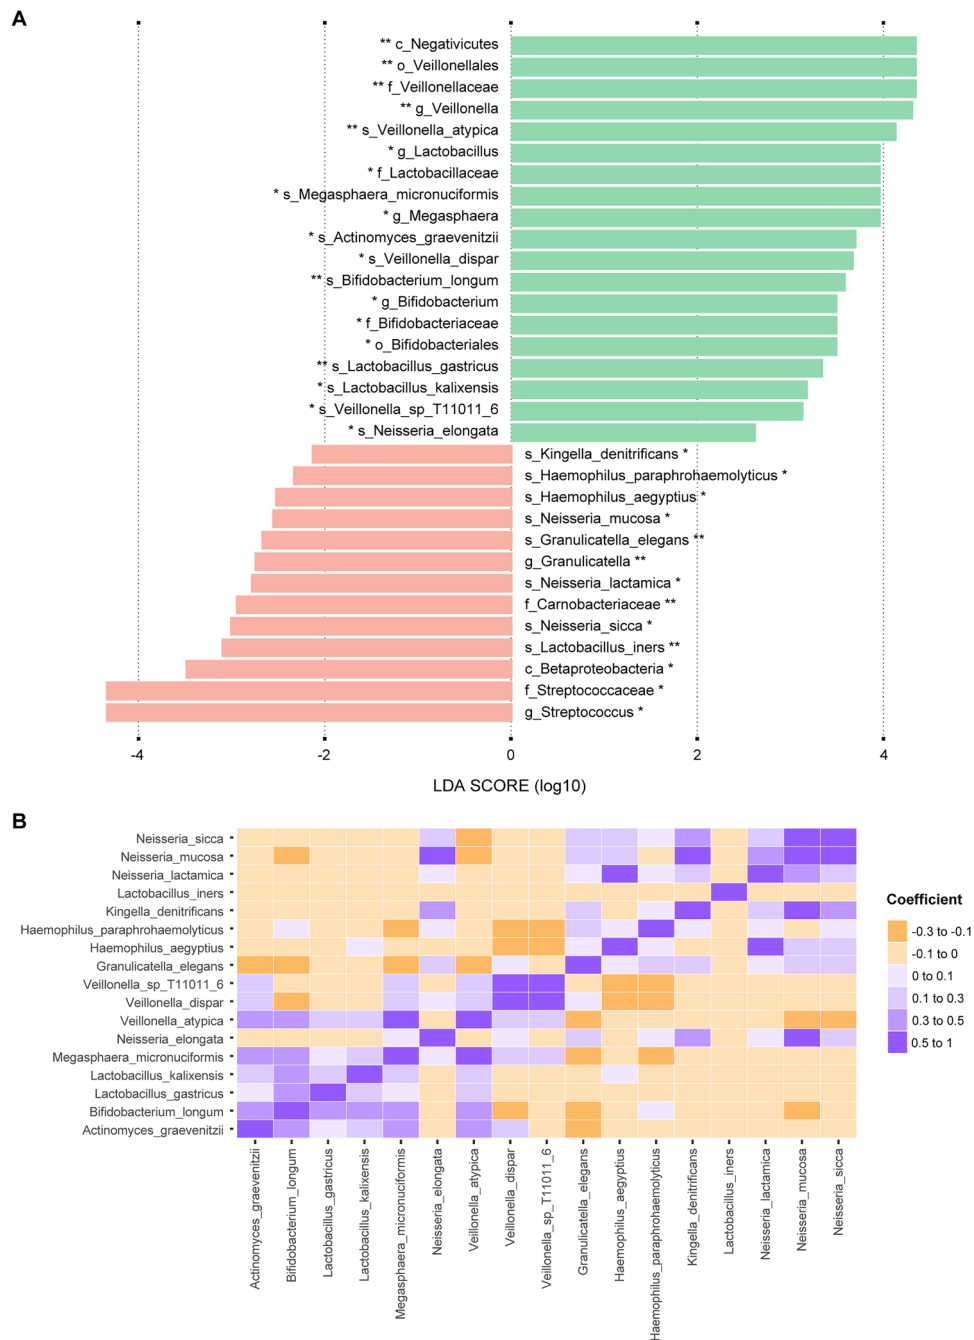 A
** c_Negativicutes
** o_Veillonellales
** f_Veillonellaceae
** g_Veillonella
** s_Veillonella_atypica
* g_Lactobacillus
* f_Lactobacillaceae
* s_Megasphaera_micronuciformis
* g_Megasphaera
* s_Actinomyces_graevenitzii
* s_Veillonella_dispar
** s_Bifidobacterium_longum
* g_Bifidobacterium
* f_Bifidobacteriaceae
* o_Bifidobacteriales
** s_Lactobacillus_gastricus
* s_Lactobacillus_kalixensis
* s_Veillonella_sp_T11011_6
* s_Neisseria_elongata
s_Kingella_denitrificans *
s_Haemophilus_paraphrohaemolyticus *
s_Haemophilus_aegyptius *
s_Neisseria_mucosa *
s_Granulicatella_elegans **
g_Granulicatella **
s_Neisseria_lactamica *
f_Carnobacteriaceae **
s_Neisseria_sicca *
s_Lactobacillus_iners **
c_Betaproteobacteria *
f_Streptococcaceae *
g_Streptococcus *
-4 -2 0 2 4
LDA SCORE (log10)
B
Neisseria_sicca
Neisseria_mucosa
Neisseria_lactamica
Lactobacillus_iners
Kingella_denitrificans
Haemophilus_paraphrohaemolyticus
Haemophilus_aegyptius
Granulicatella_elegans
Veillonella_sp_T11011_6
Veillonella_dispar
Veillonella_atypica
Neisseria_elongata
Megasphaera_micronuciformis
Lactobacillus_kalixensis
Lactobacillus_gastricus
Bifidobacterium_longum
Actinomyces_graevenitzii
Actinomyces_graevenitzii
Bifidobacterium_longum
Lactobacillus_gastricus
Lactobacillus_kalixensis
Megasphaera_micronuciformis
Neisseria_elongata
Veillonella_atypica
Veillonella_dispar
Veillonella_sp_T11011_6
Granulicatella_elegans
Haemophilus_aegyptius
Haemophilus_paraphrohaemolyticus
Kingella_denitrificans
Lactobacillus_iners
Neisseria_lactamica
Neisseria_mucosa
Neisseria_sicca
Coefficient
-0.3 to -0.1
-0.1 to 0
0 to 0.1
0.1 to 0.3
0.3 to 0.5
0.5 to 1